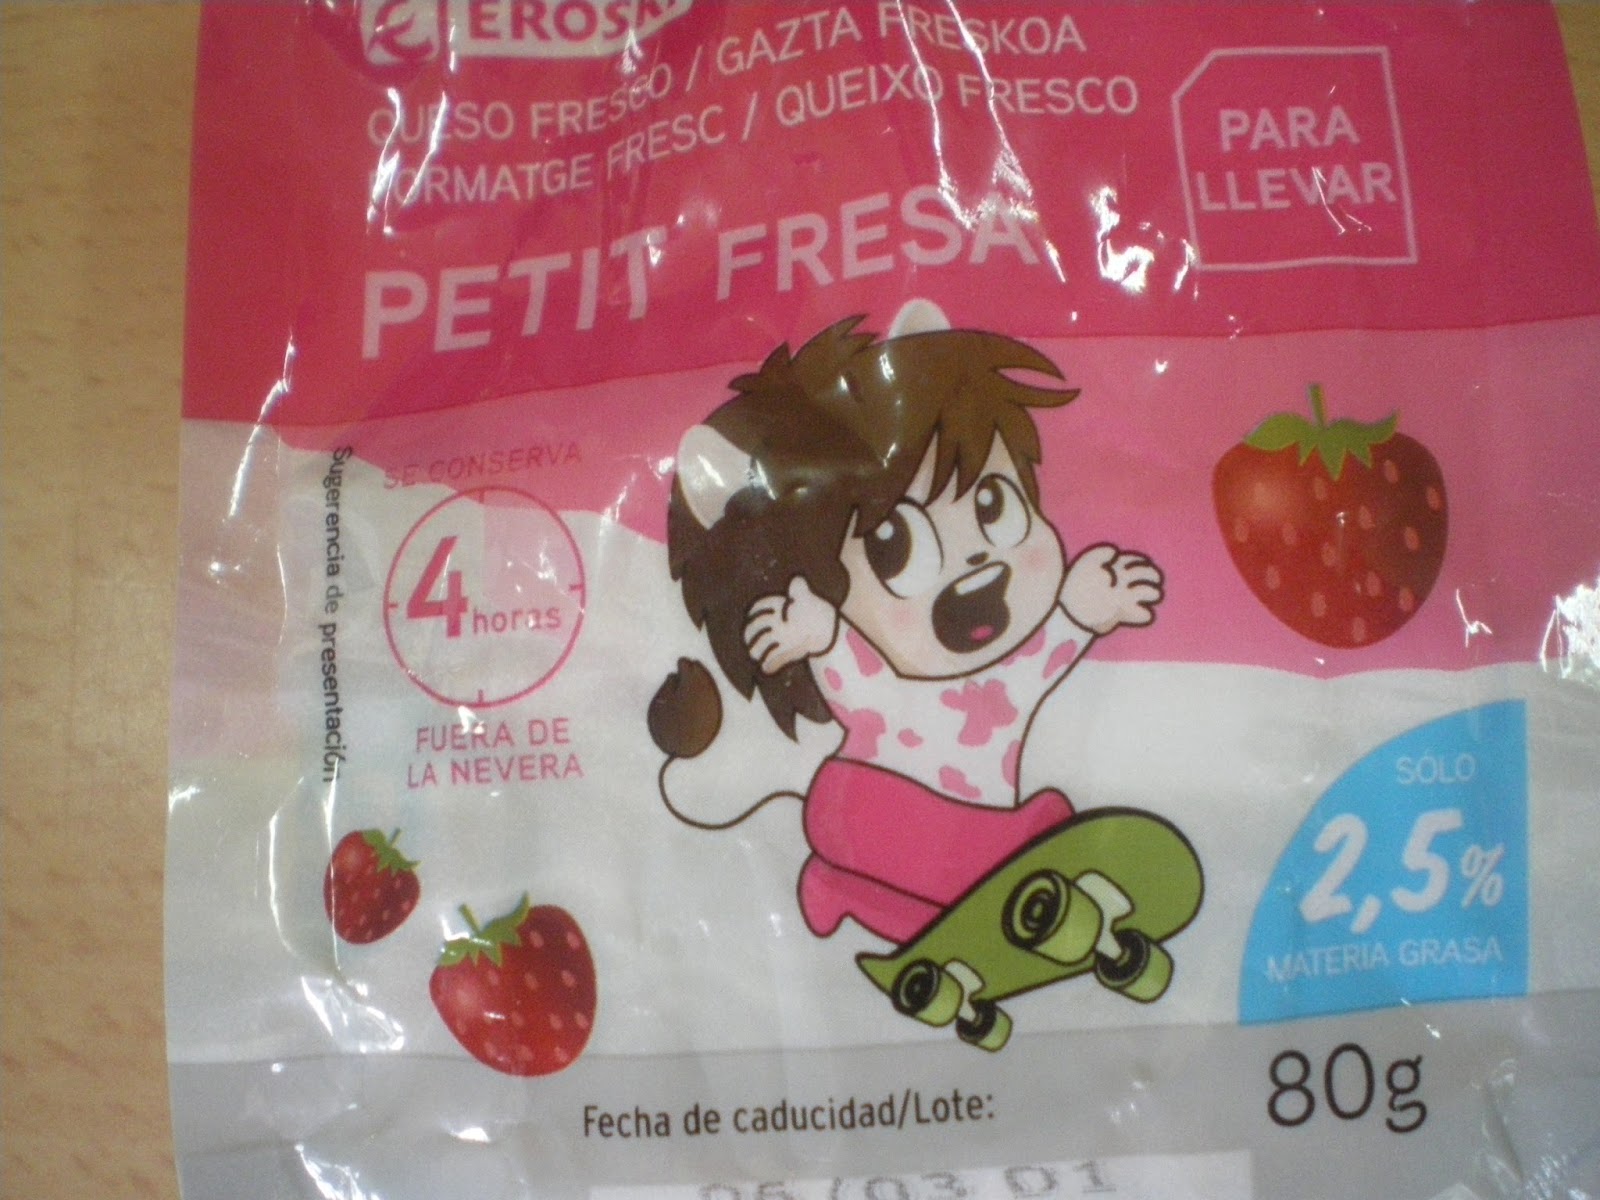 EROSKI
QUESO FRESCO / GAZTA FRESKOA
FORMATGE FRESC / QUEIXO FRESCO
PETIT FRESA
PARA
LLEVAR
SE CONSERVA
4 horas
FUERA DE
LA NEVERA
Sugerencia de presentación
SÓLO
2,5%
MATERIA GRASA
80g
Fecha de caducidad/Lote: